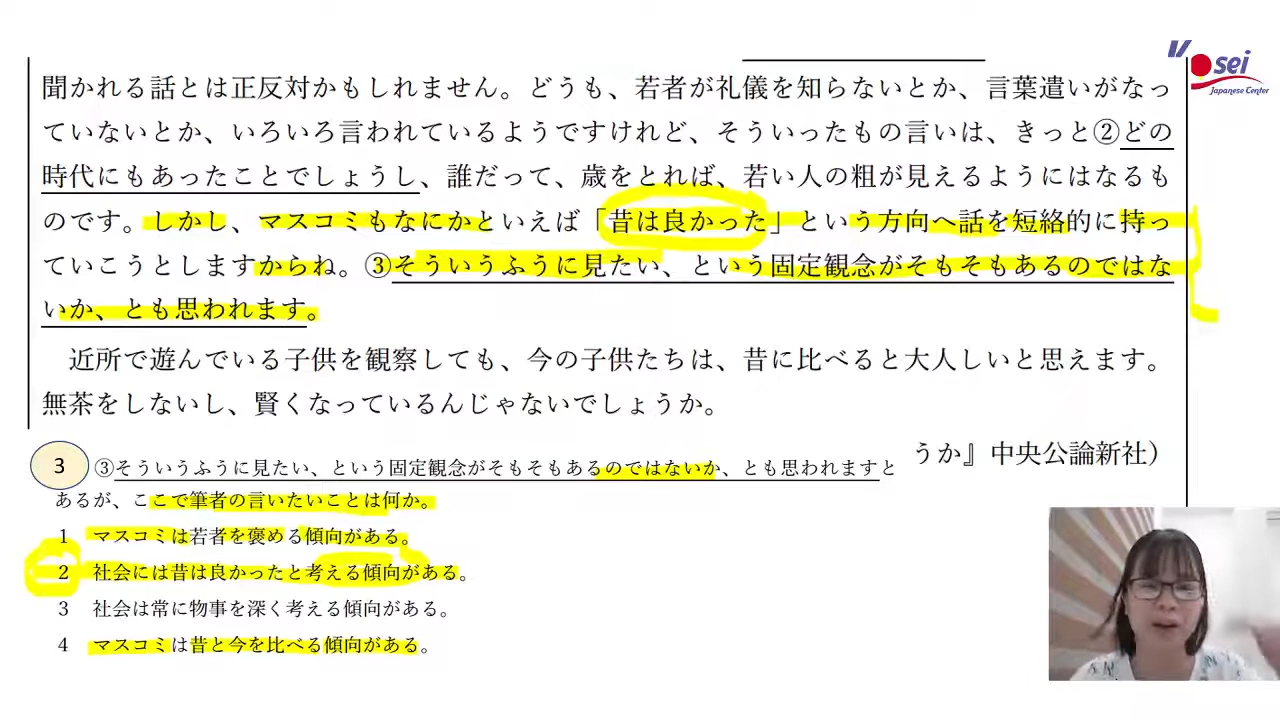 Kosei
Japanese Center
聞かれる話とは正反対かもしれません。どうも、若者が礼儀を知らないとか、言葉遣いがなっ
ていないとか、いろいろ言われているようですけれど、そういったもの言いは、きっと②どの
時代にもあったことでしょうし、誰だって、歳をとれば、若い人の粗が見えるようにはなるも
のです。しかし、マスコミもなにかといえば「昔は良かった」という方向へ話を短絡的に持っ
ていこうとしますからね。③そういうふうに見たい、という固定観念がそもそもあるのではな
いか、とも思われます。
近所で遊んでいる子供を観察しても、今の子供たちは、昔に比べると大人しいと思えます。
無茶をしないし、賢くなっているんじゃないでしょうか。
うか』中央公論新社）
3
③そういうふうに見たい、という固定観念がそもそもあるのではないか、とも思われますと
あるが、ここで筆者の言いたいことは何か。
1 マスコミは若者を褒める傾向がある。
2 社会には昔は良かったと考える傾向がある。
3 社会は常に物事を深く考える傾向がある。
4 マスコミは昔と今を比べる傾向がある。